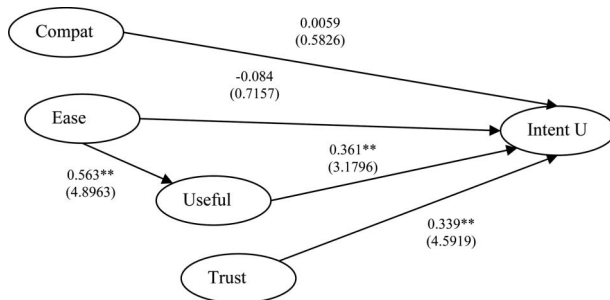 0.0059
(0.5826)
Compat
-0.084
(0.7157)
Ease
Intent U
0.361**
(3.1796)
0.563**
(4.8963)
Useful
0.339**
(4.5919)
Trust